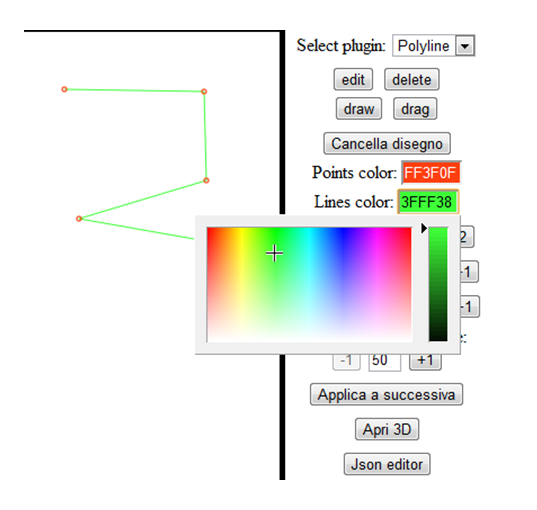 Select plugin: Polyline
edit delete
draw drag
Cancella disegno
Points color: FF3F0F
Lines color: 3FFF38
2
-1
-1
e:
-1 50 +1
Applica a successiva
Apri 3D
Json editor